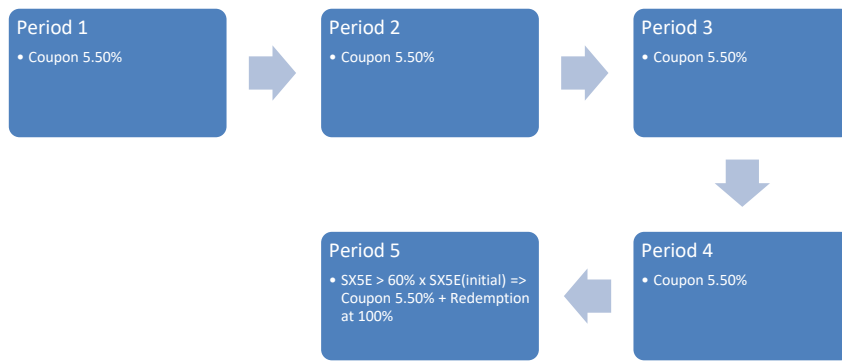 Period 1
• Coupon 5.50%
Period 2
• Coupon 5.50%
Period 3
• Coupon 5.50%
Period 4
• Coupon 5.50%
Period 5
• SX5E > 60% x SX5E(initial) =>
Coupon 5.50% + Redemption
at 100%